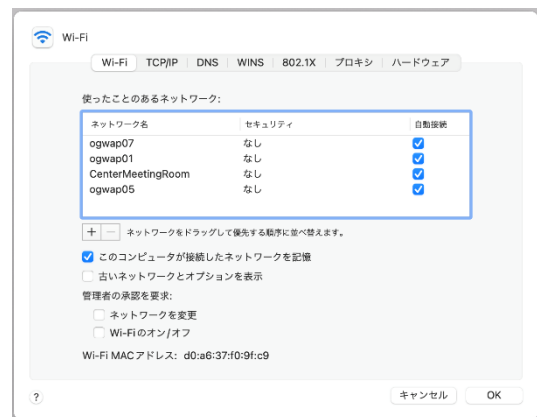 Wi-Fi
Wi-Fi TCP/IP DNS WINS 802.1X プロキシ ハードウェア
使ったことのあるネットワーク:
ネットワーク名 セキュリティ 自動接続
ogwap07 なし
ogwap01 なし
CenterMeetingRoom なし
ogwap05 なし
+ − ネットワークをドラッグして優先する順序に並べ替えます。
このコンピュータが接続したネットワークを記憶
古いネットワークとオプションを表示
管理者の承認を要求:
ネットワークを変更
Wi-Fiのオン/オフ
Wi-Fi MACアドレス: d0:a6:37:f0:9f:c9
? キャンセル OK